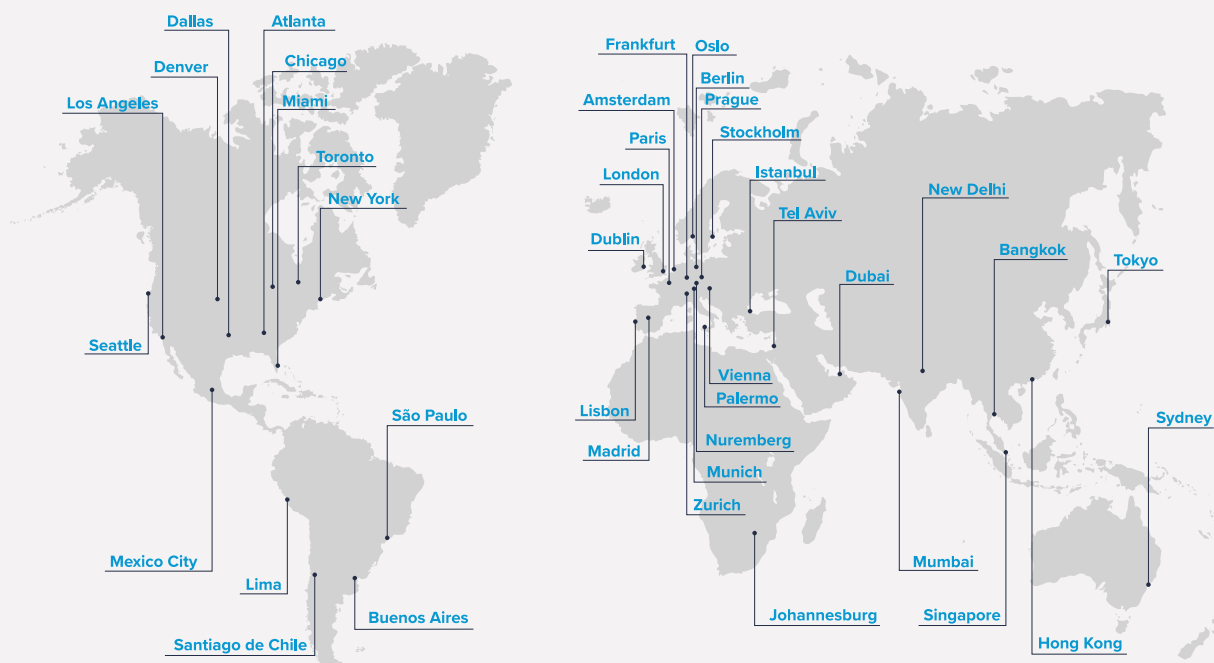 Dallas
Atlanta
Denver
Chicago
Los Angeles
Miami
Toronto
New York
Seattle
São Paulo
Mexico City
Lima
Buenos Aires
Santiago de Chile
Frankfurt
Oslo
Berlin
Amsterdam
Prague
Paris
Stockholm
London
Istanbul
New Delhi
Tel Aviv
Dublin
Bangkok
Tokyo
Dubai
Vienna
Palermo
Lisbon
Sydney
Madrid
Nuremberg
Munich
Zurich
Mumbai
Johannesburg
Singapore
Hong Kong